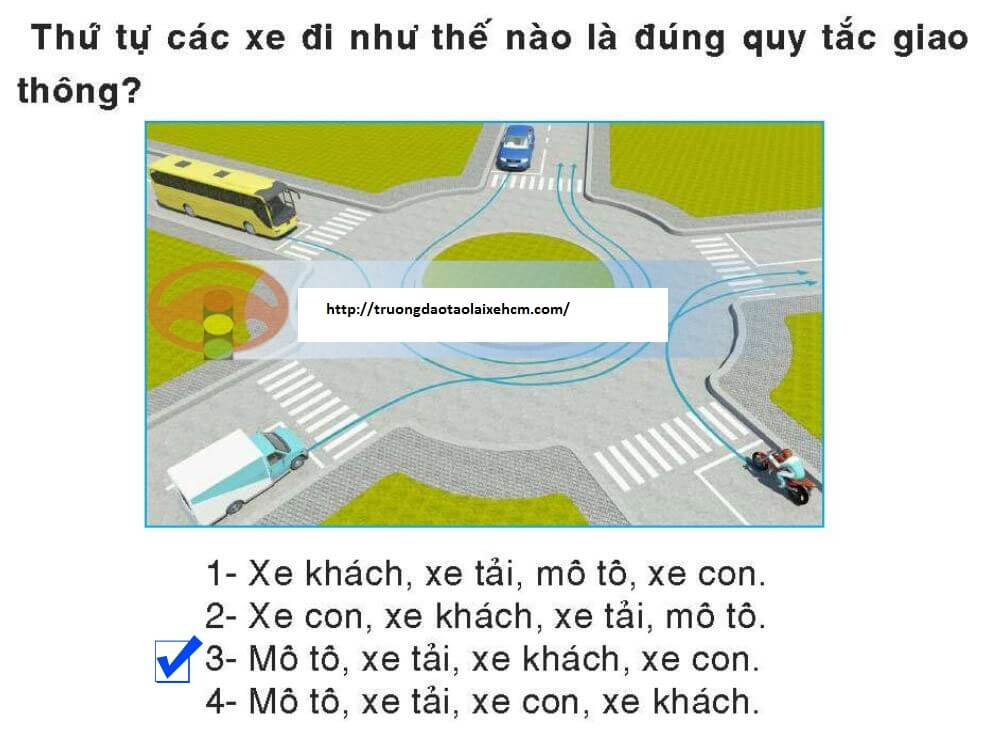 Thứ tự các xe đi như thế nào là đúng quy tắc giao
thông?
http://truongdaotaolaixehcm.com/
1- Xe khách, xe tải, mô tô, xe con.
2- Xe con, xe khách, xe tải, mô tô.
3- Mô tô, xe tải, xe khách, xe con.
4- Mô tô, xe tải, xe con, xe khách.